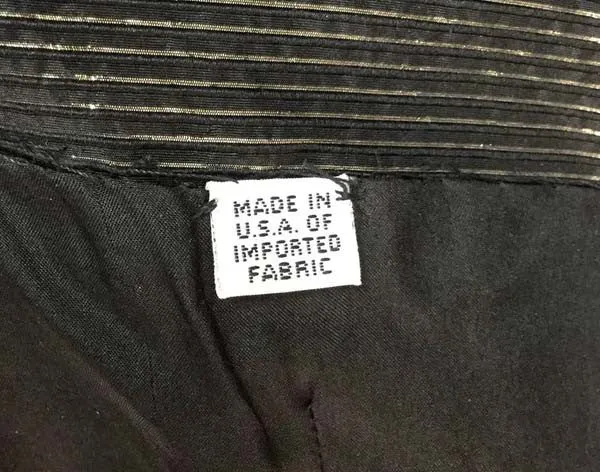 MADE IN
U.S.A. OF
IMPORTED
FABRIC